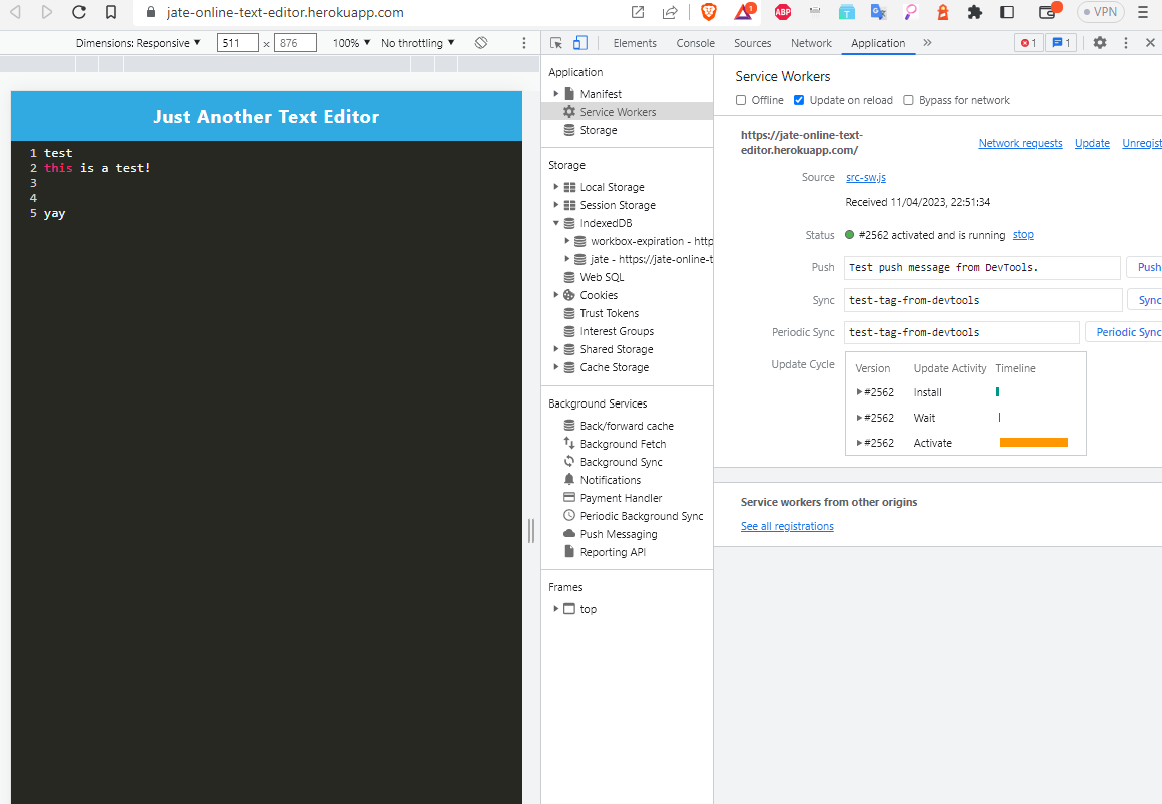 jate-online-text-editor.herokuapp.com
1
ABP
VPN
Dimensions: Responsive ▼ 511 × 876 100% ▼ No throttling ▼
Elements Console Sources Network Application » 1 1
Just Another Text Editor
1 test
2 this is a test!
3
4
5 yay
Application
Manifest
Service Workers
Storage
Storage
Local Storage
Session Storage
IndexedDB
workbox-expiration - http
jate - https://jate-online-t
Web SQL
Cookies
Trust Tokens
Interest Groups
Shared Storage
Cache Storage
Background Services
Back/forward cache
Background Fetch
Background Sync
Notifications
Payment Handler
Periodic Background Sync
Push Messaging
Reporting API
Frames
top
Service Workers
Offline Update on reload Bypass for network
https://jate-online-text-
editor.herokuapp.com/
Network requests Update Unregist
Source src-sw.js
Received 11/04/2023, 22:51:34
Status #2562 activated and is running stop
Push Test push message from DevTools. Push
Sync test-tag-from-devtools Sync
Periodic Sync test-tag-from-devtools Periodic Sync
Update Cycle
Version Update Activity Timeline
#2562 Install
#2562 Wait
#2562 Activate
Service workers from other origins
See all registrations